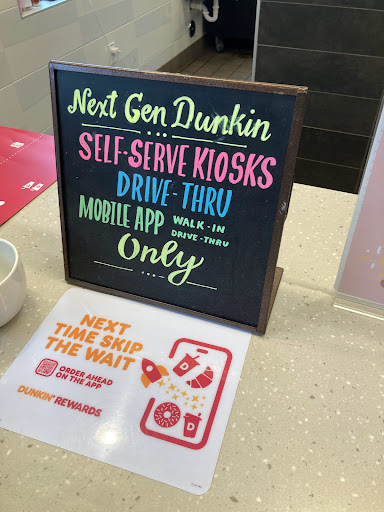 Next Gen Dunkin
SELF-SERVE KIOSKS
DRIVE-THRU
MOBILE APP WALK-IN
DRIVE-THRU
Only
NEXT
TIME SKIP
THE WAIT
ORDER AHEAD
ON THE APP
DUNKIN' REWARDS
D
D